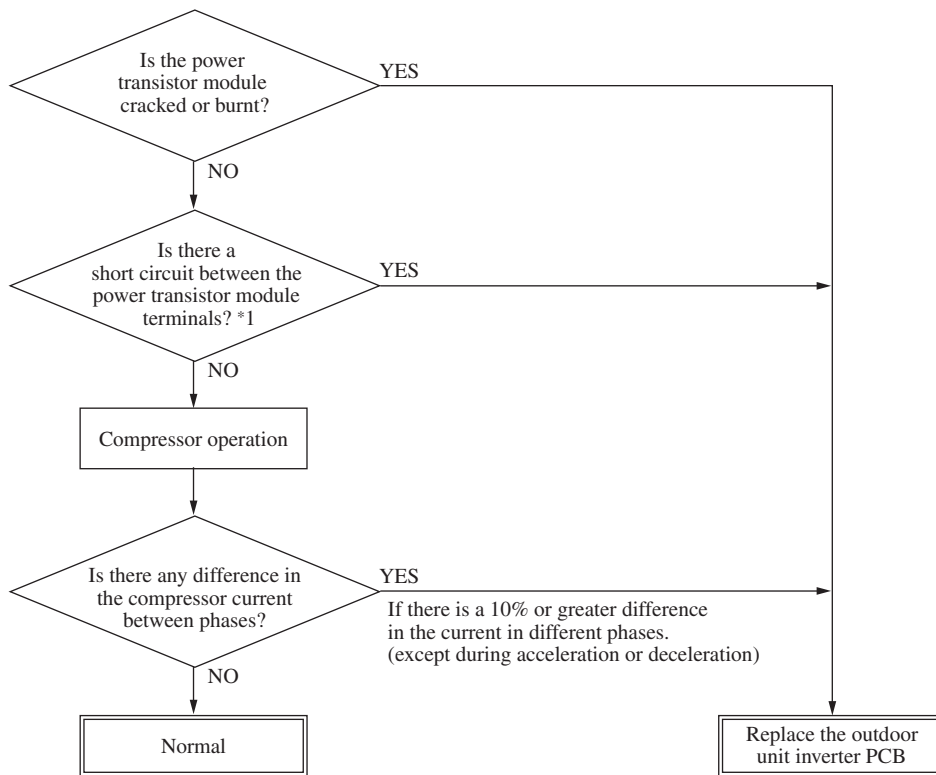 Is the power
transistor module
cracked or burnt?
YES
NO
Is there a
short circuit between the
power transistor module
terminals? *1
YES
NO
Compressor operation
Is there any difference in
the compressor current
between phases?
YES
If there is a 10% or greater difference
in the current in different phases.
(except during acceleration or deceleration)
NO
Normal
Replace the outdoor
unit inverter PCB